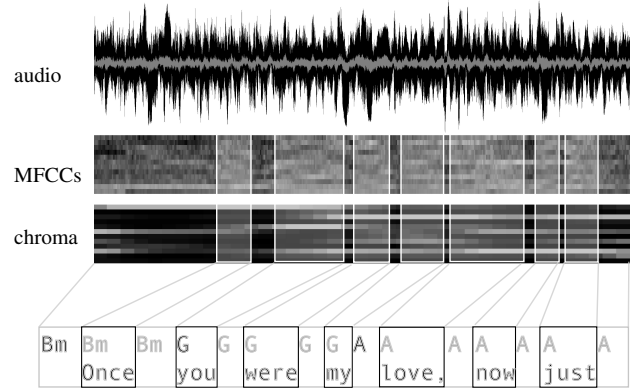 audio
MFCCs
chroma
Bm Bm Bm G G G G G A A A A A A A
Once you were my love, now just